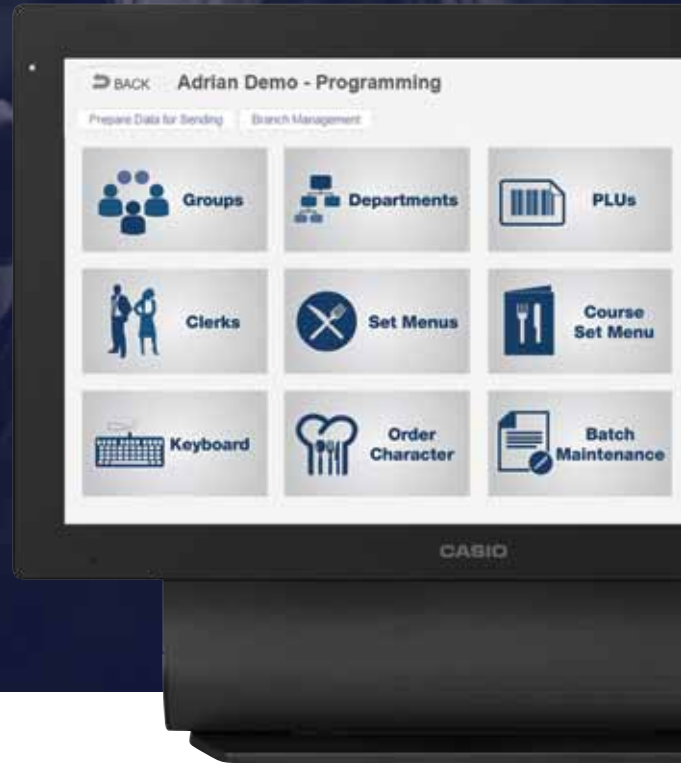 BACK Adrian Demo - Programming
Prepare Data for Sending Branch Management
Groups
Departments
PLUs
Clerks
Set Menus
Course
Set Menu
Keyboard
Order
Character
Batch
Maintenance
CASIO